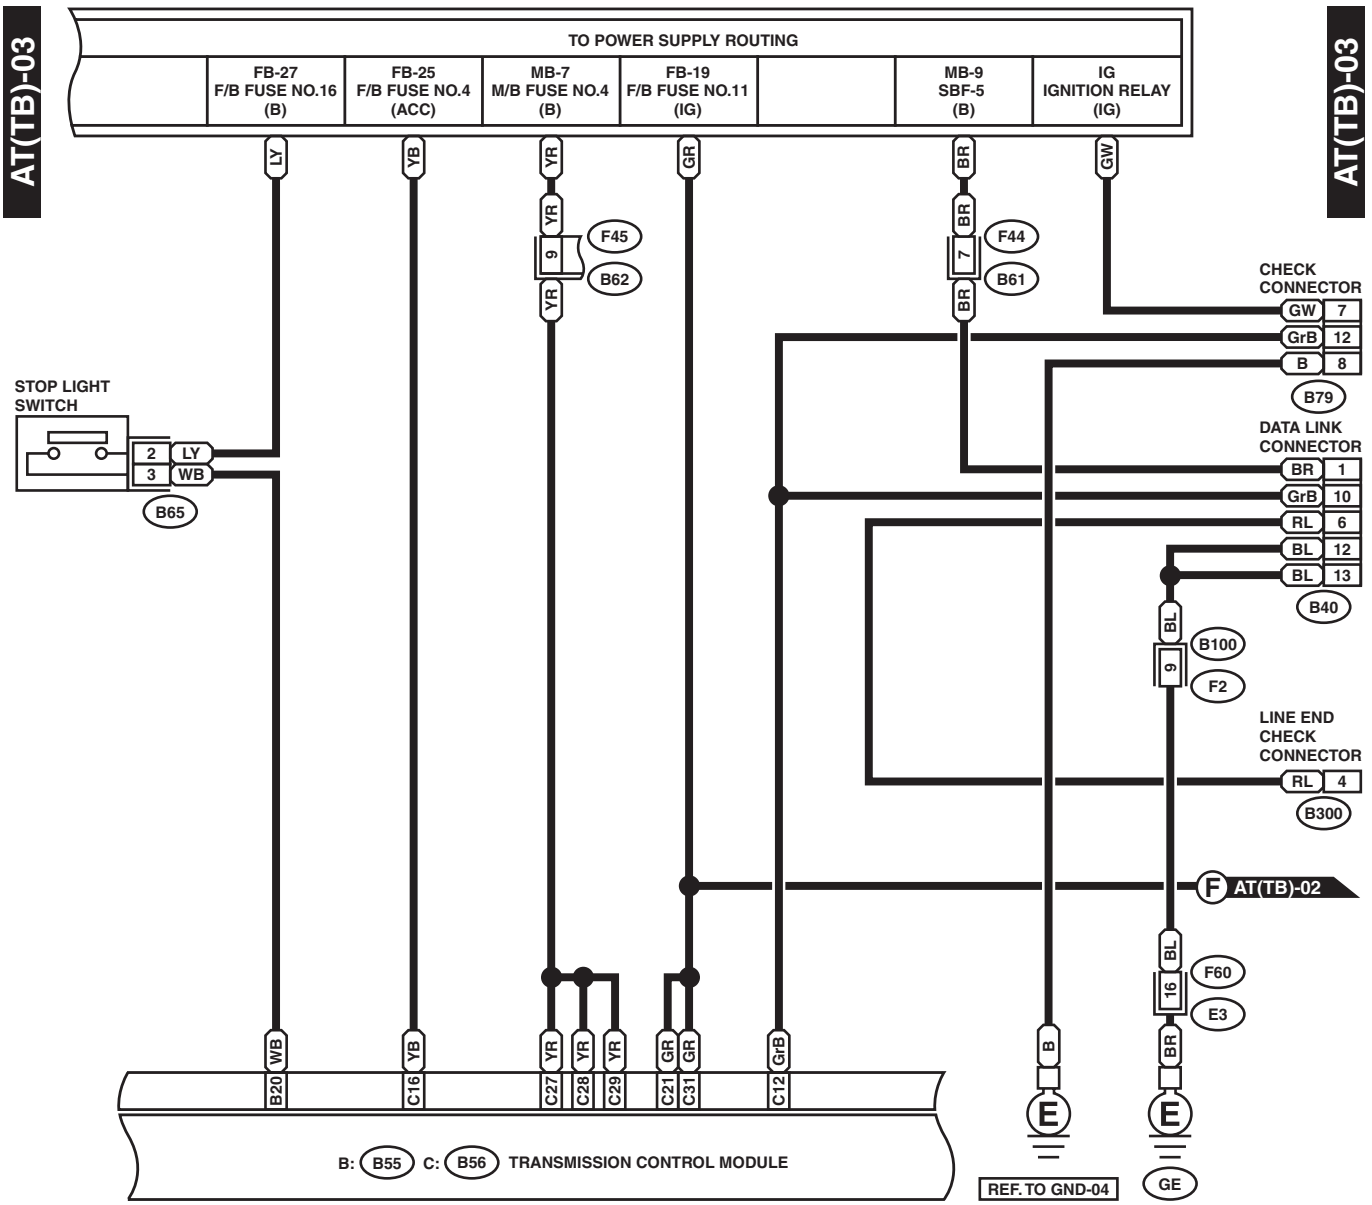 AT(TB)-03
AT(TB)-03
TO POWER SUPPLY ROUTING
FB-27
F/B FUSE NO.16
(B)
FB-25
F/B FUSE NO.4
(ACC)
MB-7
M/B FUSE NO.4
(B)
FB-19
F/B FUSE NO.11
(IG)
MB-9
SBF-5
(B)
IG
IGNITION RELAY
(IG)
LY
YB
YR
GR
BR
GW
YR
9
YR
F45
B62
BR
7
BR
F44
B61
CHECK
CONNECTOR
GW 7
GrB 12
B 8
B79
STOP LIGHT
SWITCH
2 LY
3 WB
B65
DATA LINK
CONNECTOR
BR 1
GrB 10
RL 6
BL 12
BL 13
B40
BL
9
B100
F2
LINE END
CHECK
CONNECTOR
RL 4
B300
F AT(TB)-02
BL
16
BR
F60
E3
WB
YB
YR
YR
YR
GR
GR
GrB
B
B20
C16
C27
C28
C29
C21
C31
C12
E
E
B: B55 C: B56 TRANSMISSION CONTROL MODULE
REF. TO GND-04
GE